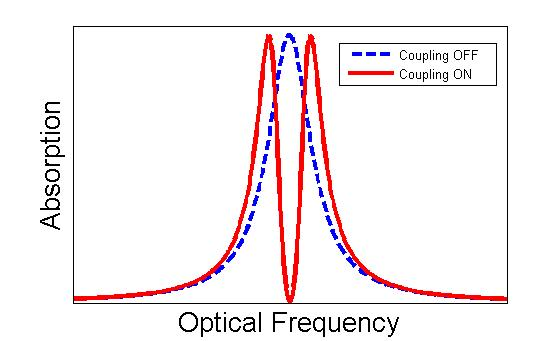 Coupling OFF
Coupling ON
Absorption
Optical Frequency